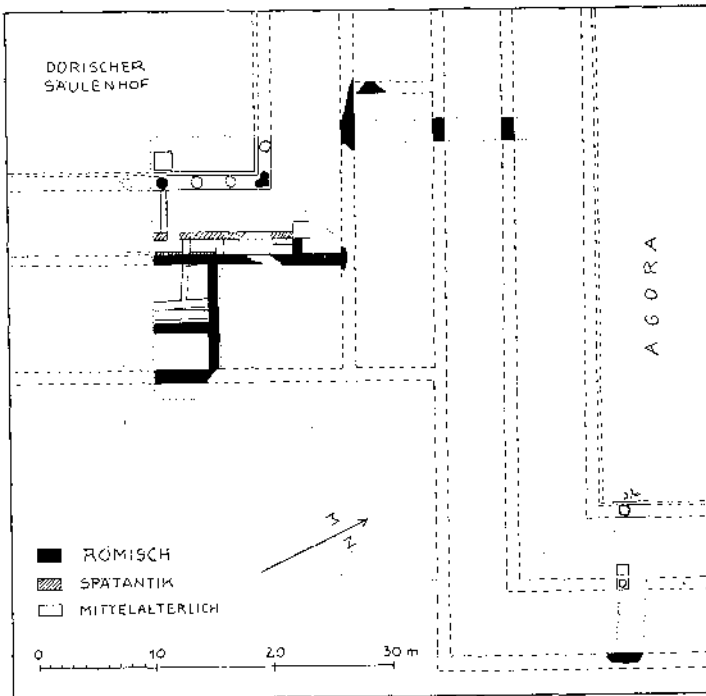 DORISCHER
SÄULENHOF
AGORA
N
RÖMISCH
SPÄTANTIK
MITTELALTERLICH
0 10 20 30 m